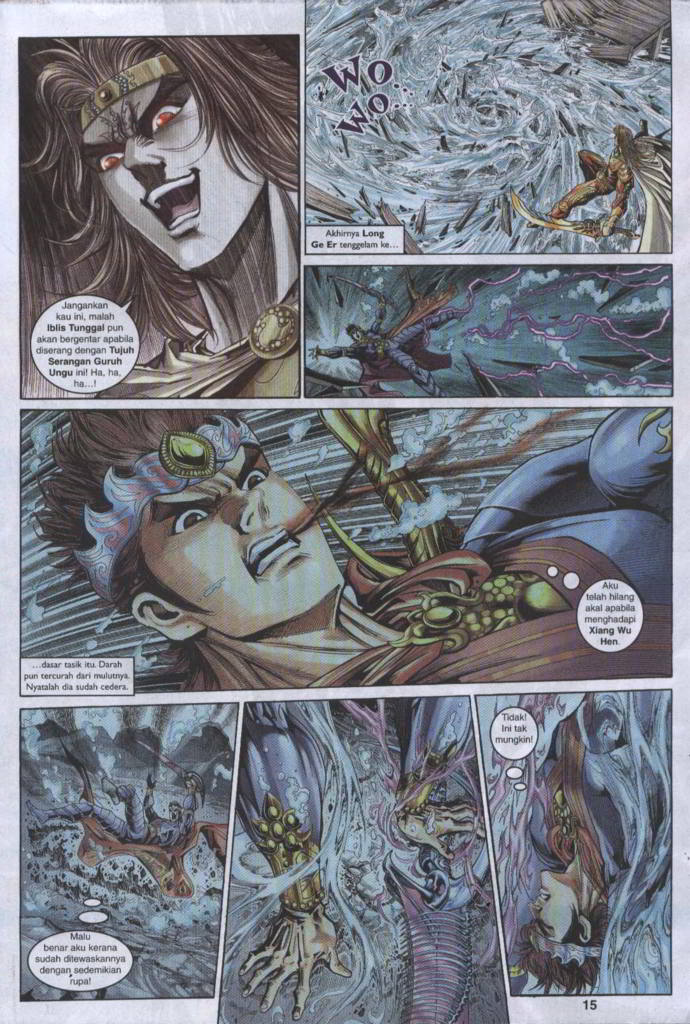 Jangankan
kau ini, malah
Iblis Tunggal pun
akan bergentar apabila
diserang dengan Tujuh
Serangan Guruh
Ungu ini! Ha, ha,
ha...!
WO...
WO...
Akhirnya Long
Ge Er tenggelam ke...
Aku
telah hilang
akal apabila
menghadapi
Xiang Wu
Hen.
...dasar tasik itu. Darah
pun tercurah dari mulutnya.
Nyatalah dia sudah cedera.
Malu
benar aku kerana
sudah ditewaskannya
dengan sedemikian
rupa!
Tidak!
Ini tak
mungkin!
15